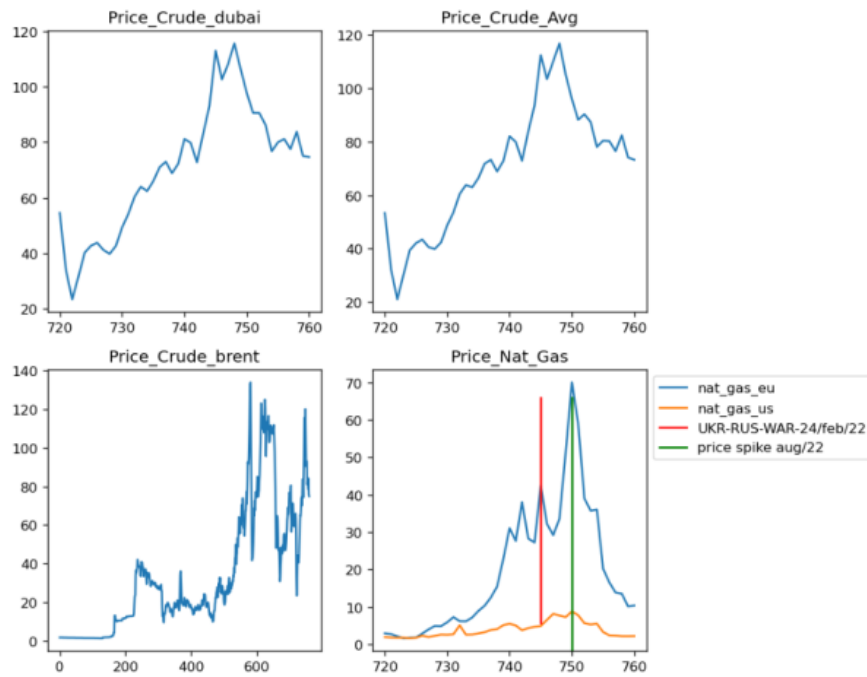 Price_Crude_dubai
120
100
80
60
40
20
720 730 740 750 760
Price_Crude_Avg
120
100
80
60
40
20
720 730 740 750 760
Price_Crude_brent
140
120
100
80
60
40
20
0
0 200 400 600
Price_Nat_Gas
70
60
50
40
30
20
10
0
720 730 740 750 760
nat_gas_eu
nat_gas_us
UKR-RUS-WAR-24/feb/22
price spike aug/22